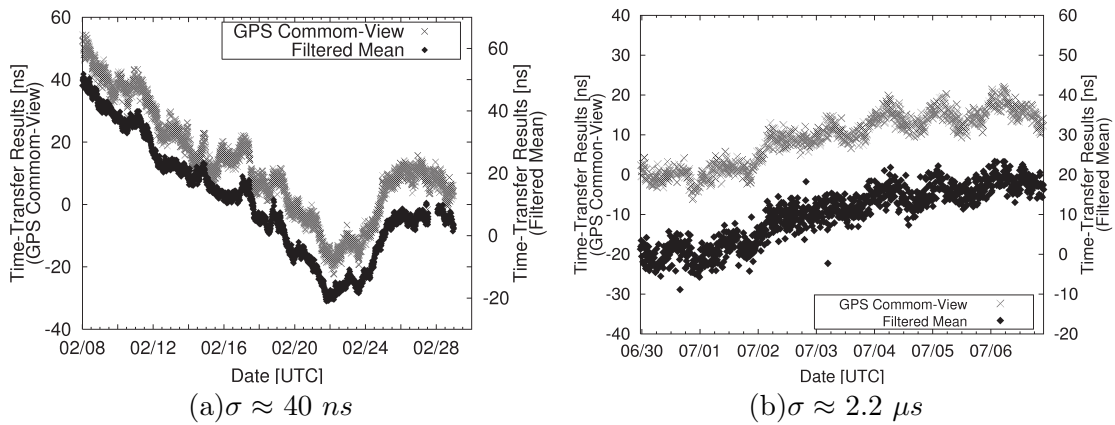 Time-Transfer Results [ns]
(GPS Commom-View)
60
40
20
0
-20
-40
GPS Commom-View
Filtered Mean
60
40
20
0
-20
Time-Transfer Results [ns]
(Filtered Mean)
02/08 02/12 02/16 02/20 02/24 02/28
Date [UTC]
(a)σ ≈ 40 ns
Time-Transfer Results [ns]
(GPS Common-View)
40
30
20
10
0
-10
-20
-30
-40
GPS Commom-View
Filtered Mean
60
50
40
30
20
10
0
-10
-20
Time-Transfer Results [ns]
(Filtered Mean)
06/30 07/01 07/02 07/03 07/04 07/05 07/06
Date [UTC]
(b)σ ≈ 2.2 μs